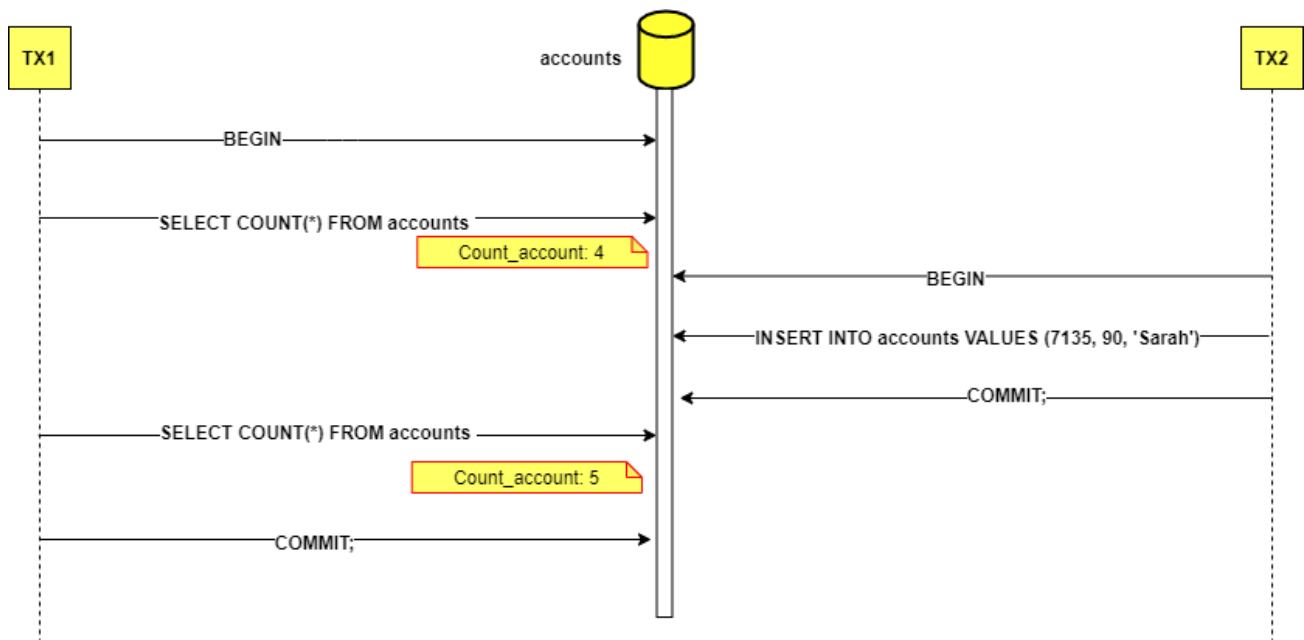 TX1
accounts
TX2
BEGIN
SELECT COUNT(*) FROM accounts
Count_account: 4
BEGIN
INSERT INTO accounts VALUES (7135, 90, 'Sarah')
COMMIT;
SELECT COUNT(*) FROM accounts
Count_account: 5
COMMIT;